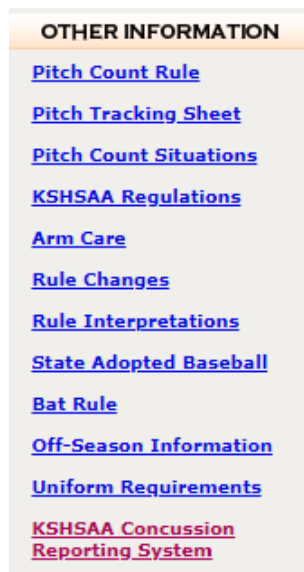 OTHER INFORMATION
Pitch Count Rule
Pitch Tracking Sheet
Pitch Count Situations
KSHSAA Regulations
Arm Care
Rule Changes
Rule Interpretations
State Adopted Baseball
Bat Rule
Off-Season Information
Uniform Requirements
KSHSAA Concussion
Reporting System